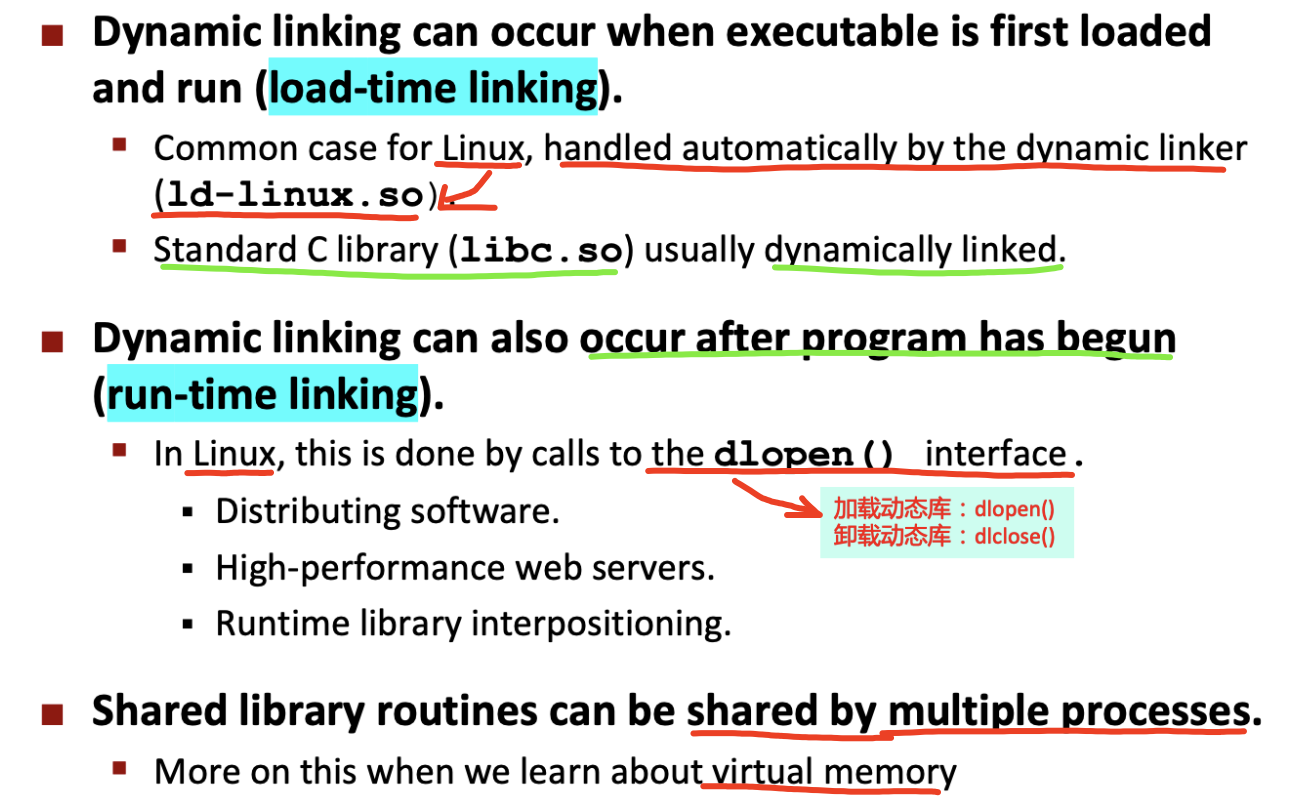 Dynamic linking can occur when executable is first loaded
and run (load-time linking).
Common case for Linux, handled automatically by the dynamic linker
(ld-linux.so).
Standard C library (libc.so) usually dynamically linked.
Dynamic linking can also occur after program has begun
(run-time linking).
In Linux, this is done by calls to the dlopen() interface.
加载动态库：dlopen()
卸载动态库：dlclose()
Distributing software.
High-performance web servers.
Runtime library interpositioning.
Shared library routines can be shared by multiple processes.
More on this when we learn about virtual memory